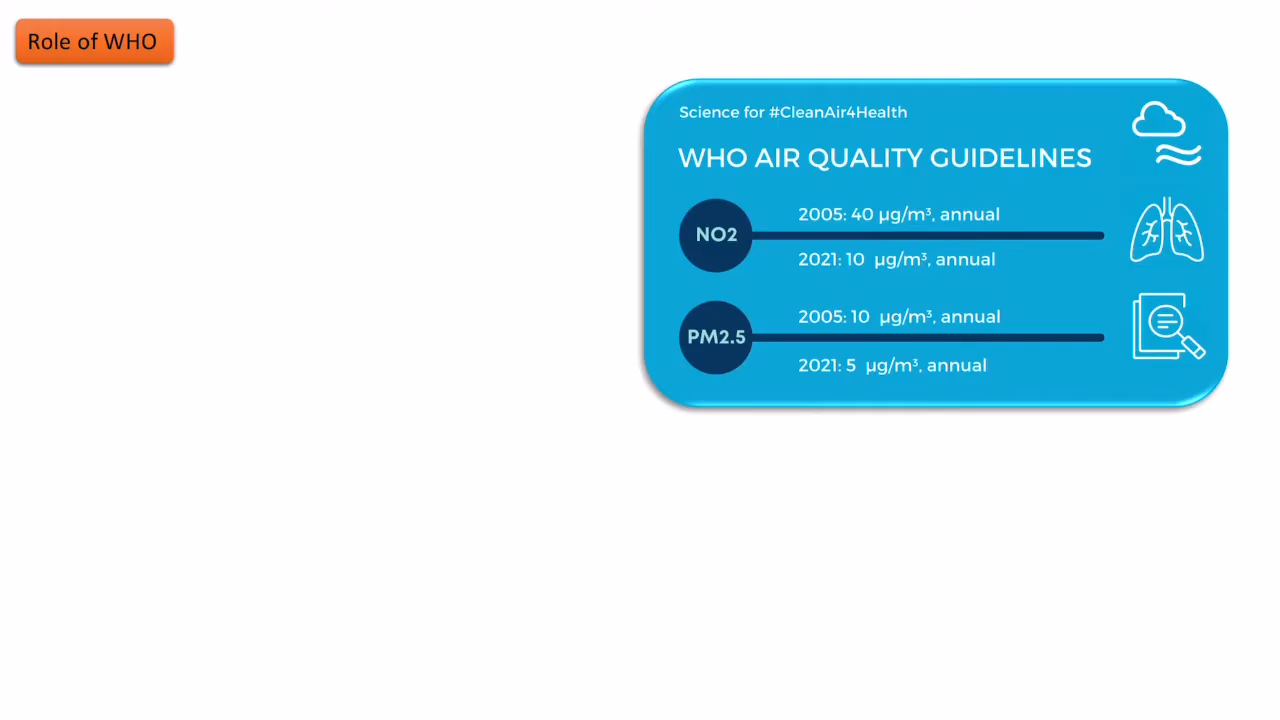 Role of WHO
Science for #CleanAir4Health
WHO AIR QUALITY GUIDELINES
NO2
2005: 40 µg/m³, annual
2021: 10 µg/m³, annual
PM2.5
2005: 10 µg/m³, annual
2021: 5 µg/m³, annual